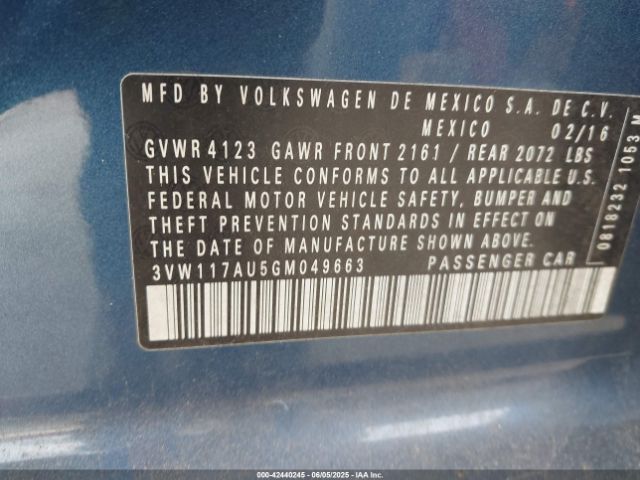 MFD BY VOLKSWAGEN DE MEXICO S.A. DE C.V.
MEXICO 02/16
GVWR 4123 GAWR FRONT 2161 / REAR 2072 LBS
THIS VEHICLE CONFORMS TO ALL APPLICABLE U.S.
FEDERAL MOTOR VEHICLE SAFETY, BUMPER AND
THEFT PREVENTION STANDARDS IN EFFECT ON
THE DATE OF MANUFACTURE SHOWN ABOVE.
3VW117AU5GM049663 PASSENGER CAR
0818232 1053 M
000-42440245 - 06/05/2025 - IAA Inc.